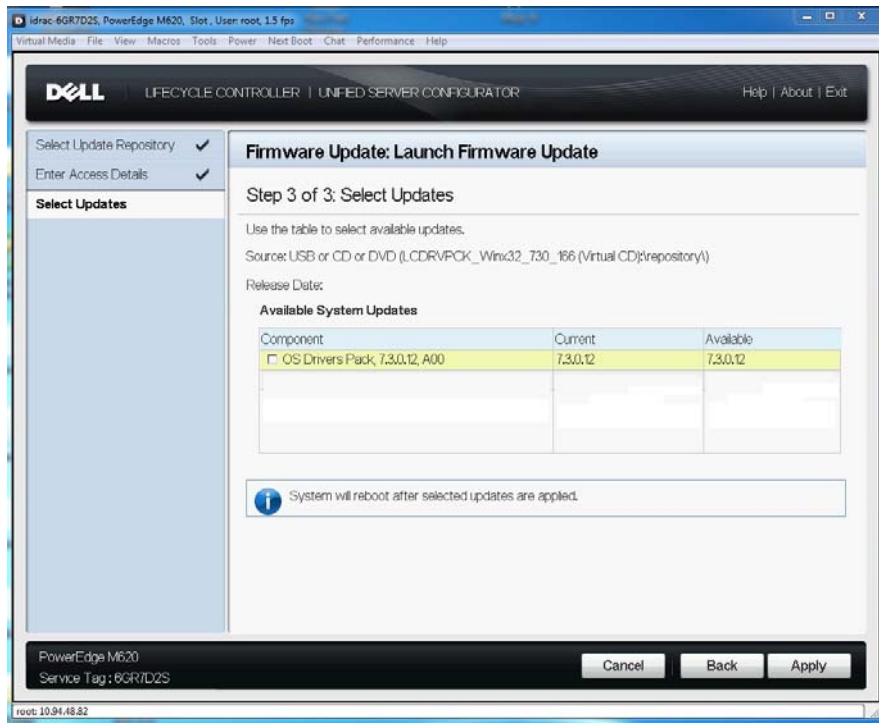 idrac-6GR7D2S, PowerEdge M620, Slot , User: root, 1.5 fps
Virtual Media File View Macros Tools Power Next Boot Chat Performance Help
DELL LIFECYCLE CONTROLLER | UNIFIED SERVER CONFIGURATOR Help | About | Exit
Select Update Repository
Enter Access Details
Select Updates
Firmware Update: Launch Firmware Update
Step 3 of 3: Select Updates
Use the table to select available updates.
Source: USB or CD or DVD (LCDRVPCK_Winx32_730_166 (Virtual CD):\repository\)
Release Date:
Available System Updates
Component Current Available
OS Drivers Pack, 7.3.0.12, A00 7.3.0.12 7.3.0.12
System will reboot after selected updates are applied.
PowerEdge M620
Service Tag : 6GR7D2S
Cancel Back Apply
root: 10.94.48.82